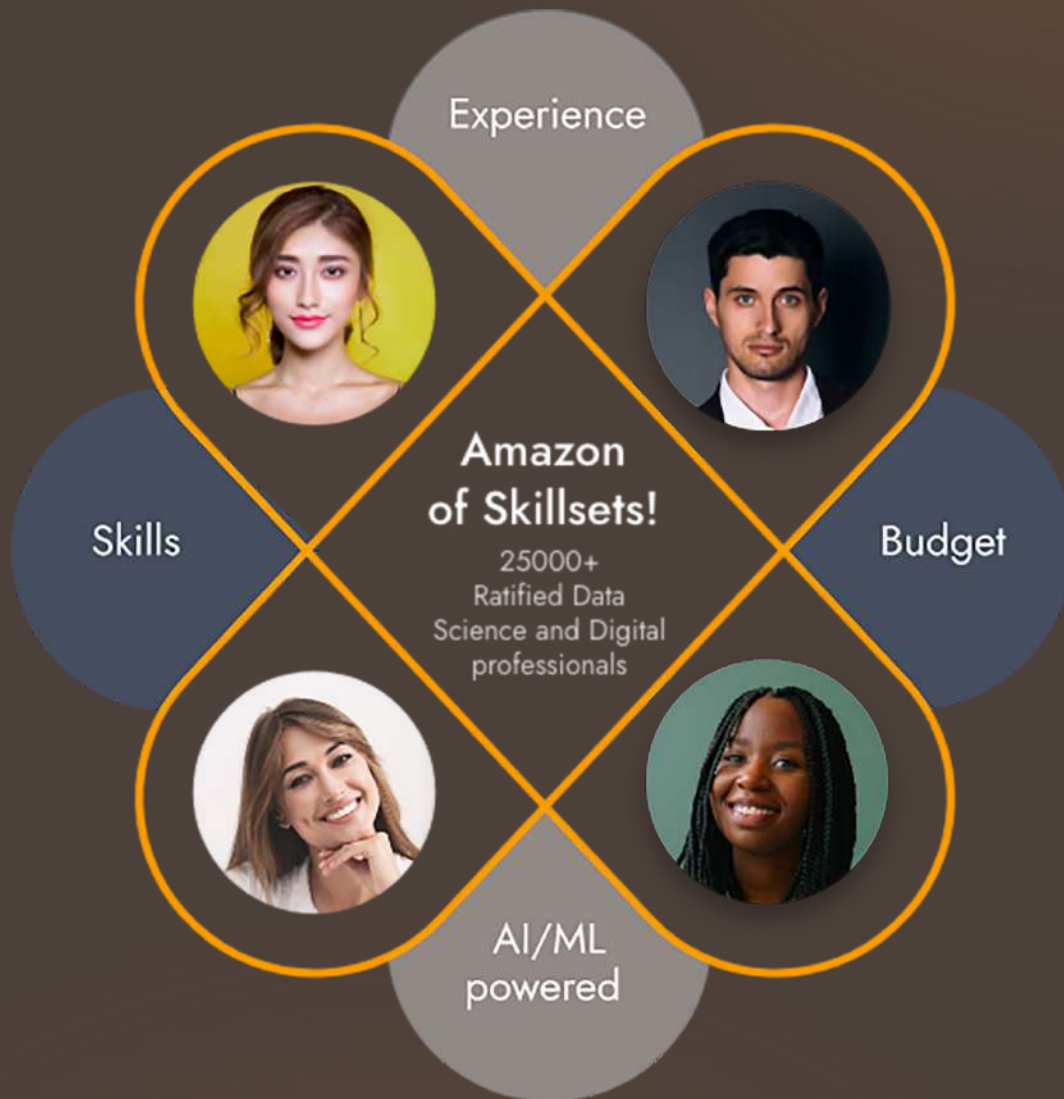 Experience
Skills
Amazon
of Skillsets!
25000+
Ratified Data
Science and Digital
professionals
Budget
AI/ML
powered